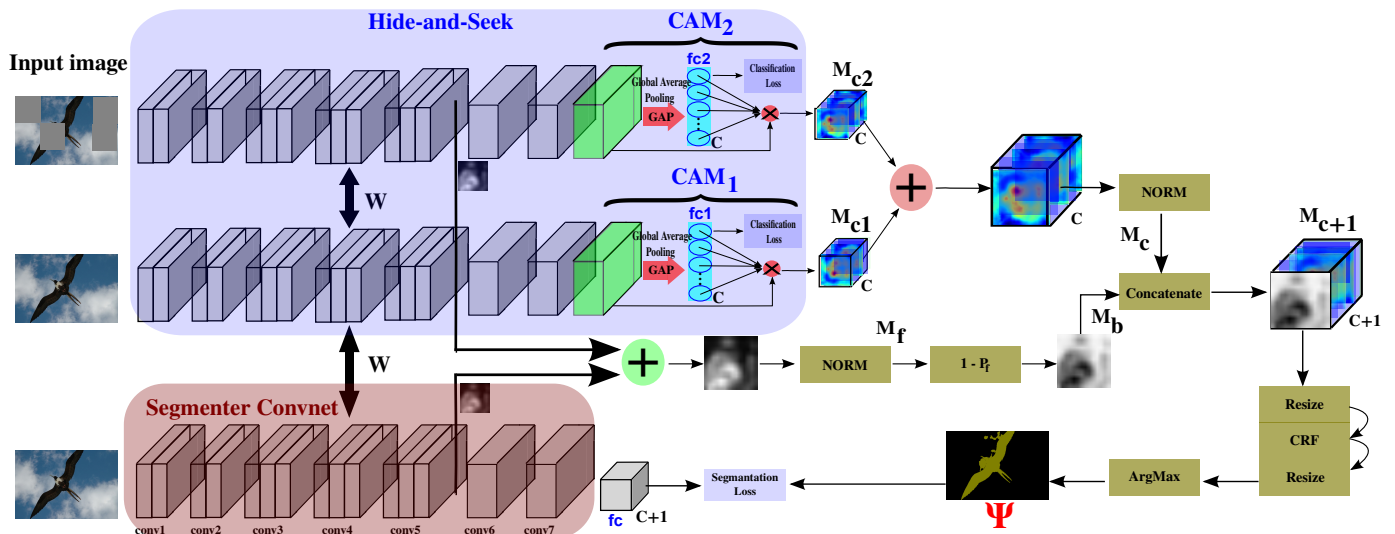 Hide-and-Seek
CAM2
Input image
fc2
Global Average
Pooling
GAP
Classification
Loss
C
Mc2
C
W
CAM1
fc1
Global Average
Pooling
GAP
Classification
Loss
C
Mc1
C
C
NORM
Mc
Concatenate
Mb
Mc+1
C+1
W
Mf
NORM
1 - Pf
Resize
CRF
Resize
Segmenter Convnet
conv1
conv2
conv3
conv4
conv5
conv6
conv7
fc
C+1
Segmantation
Loss
Ψ
ArgMax